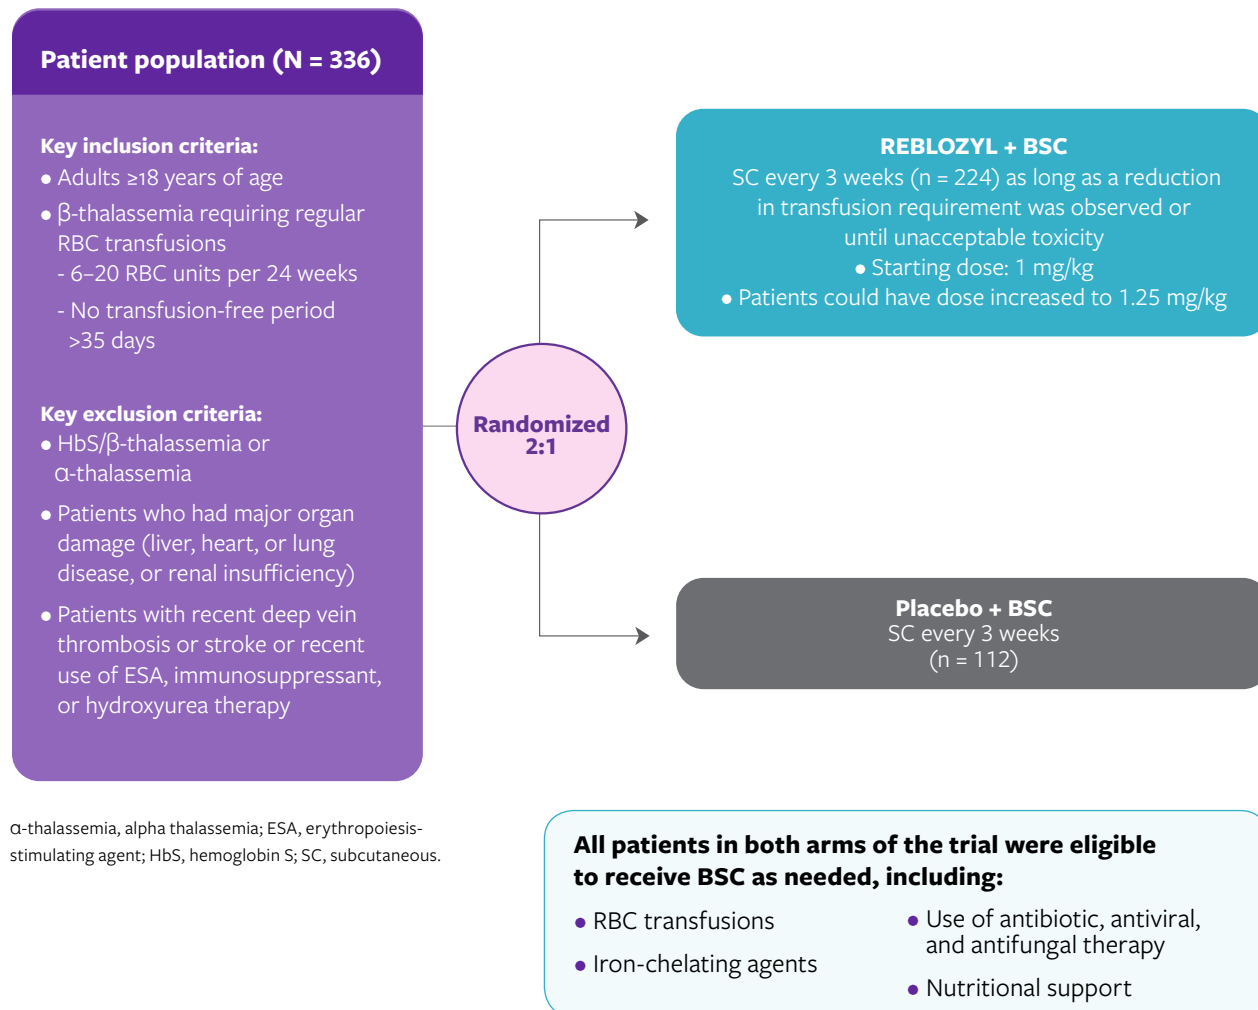 Patient population (N = 336)
Key inclusion criteria:
• Adults ≥18 years of age
• β-thalassemia requiring regular
RBC transfusions
- 6–20 RBC units per 24 weeks
- No transfusion-free period
>35 days
Key exclusion criteria:
• HbS/β-thalassemia or
α-thalassemia
• Patients who had major organ
damage (liver, heart, or lung
disease, or renal insufficiency)
• Patients with recent deep vein
thrombosis or stroke or recent
use of ESA, immunosuppressant,
or hydroxyurea therapy
Randomized
2:1
REBLOZYL + BSC
SC every 3 weeks (n = 224) as long as a reduction
in transfusion requirement was observed or
until unacceptable toxicity
• Starting dose: 1 mg/kg
• Patients could have dose increased to 1.25 mg/kg
Placebo + BSC
SC every 3 weeks
(n = 112)
α-thalassemia, alpha thalassemia; ESA, erythropoiesis-
stimulating agent; HbS, hemoglobin S; SC, subcutaneous.
All patients in both arms of the trial were eligible
to receive BSC as needed, including:
• RBC transfusions
• Iron-chelating agents
• Use of antibiotic, antiviral,
and antifungal therapy
• Nutritional support